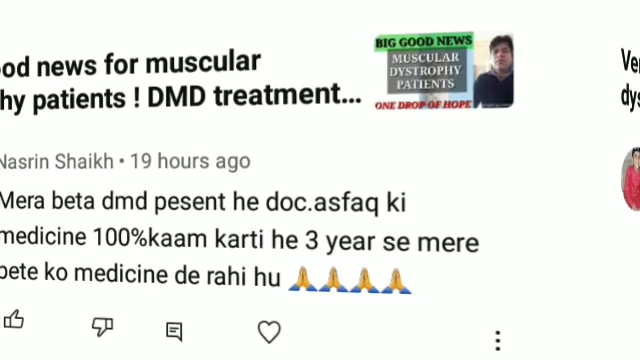 od news for muscular
hy patients ! DMD treatment...
BIG GOOD NEWS
MUSCULAR
DYSTROPHY
PATIENTS
ONE DROP OF HOPE
Nasrin Shaikh • 19 hours ago
Mera beta dmd pesent he doc.asfaq ki
medicine 100%kaam karti he 3 year se mere
bete ko medicine de rahi hu 🙏🙏🙏🙏
Ve
dys